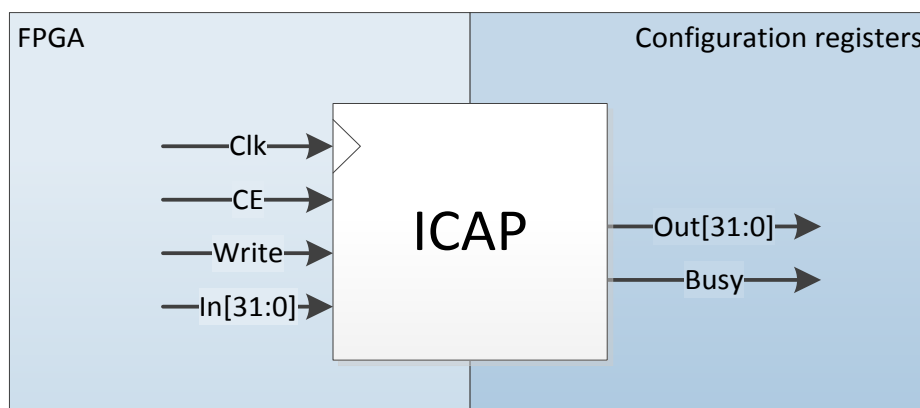 FPGA
Configuration registers
Clk
CE
Write
In[31:0]
ICAP
Out[31:0]
Busy